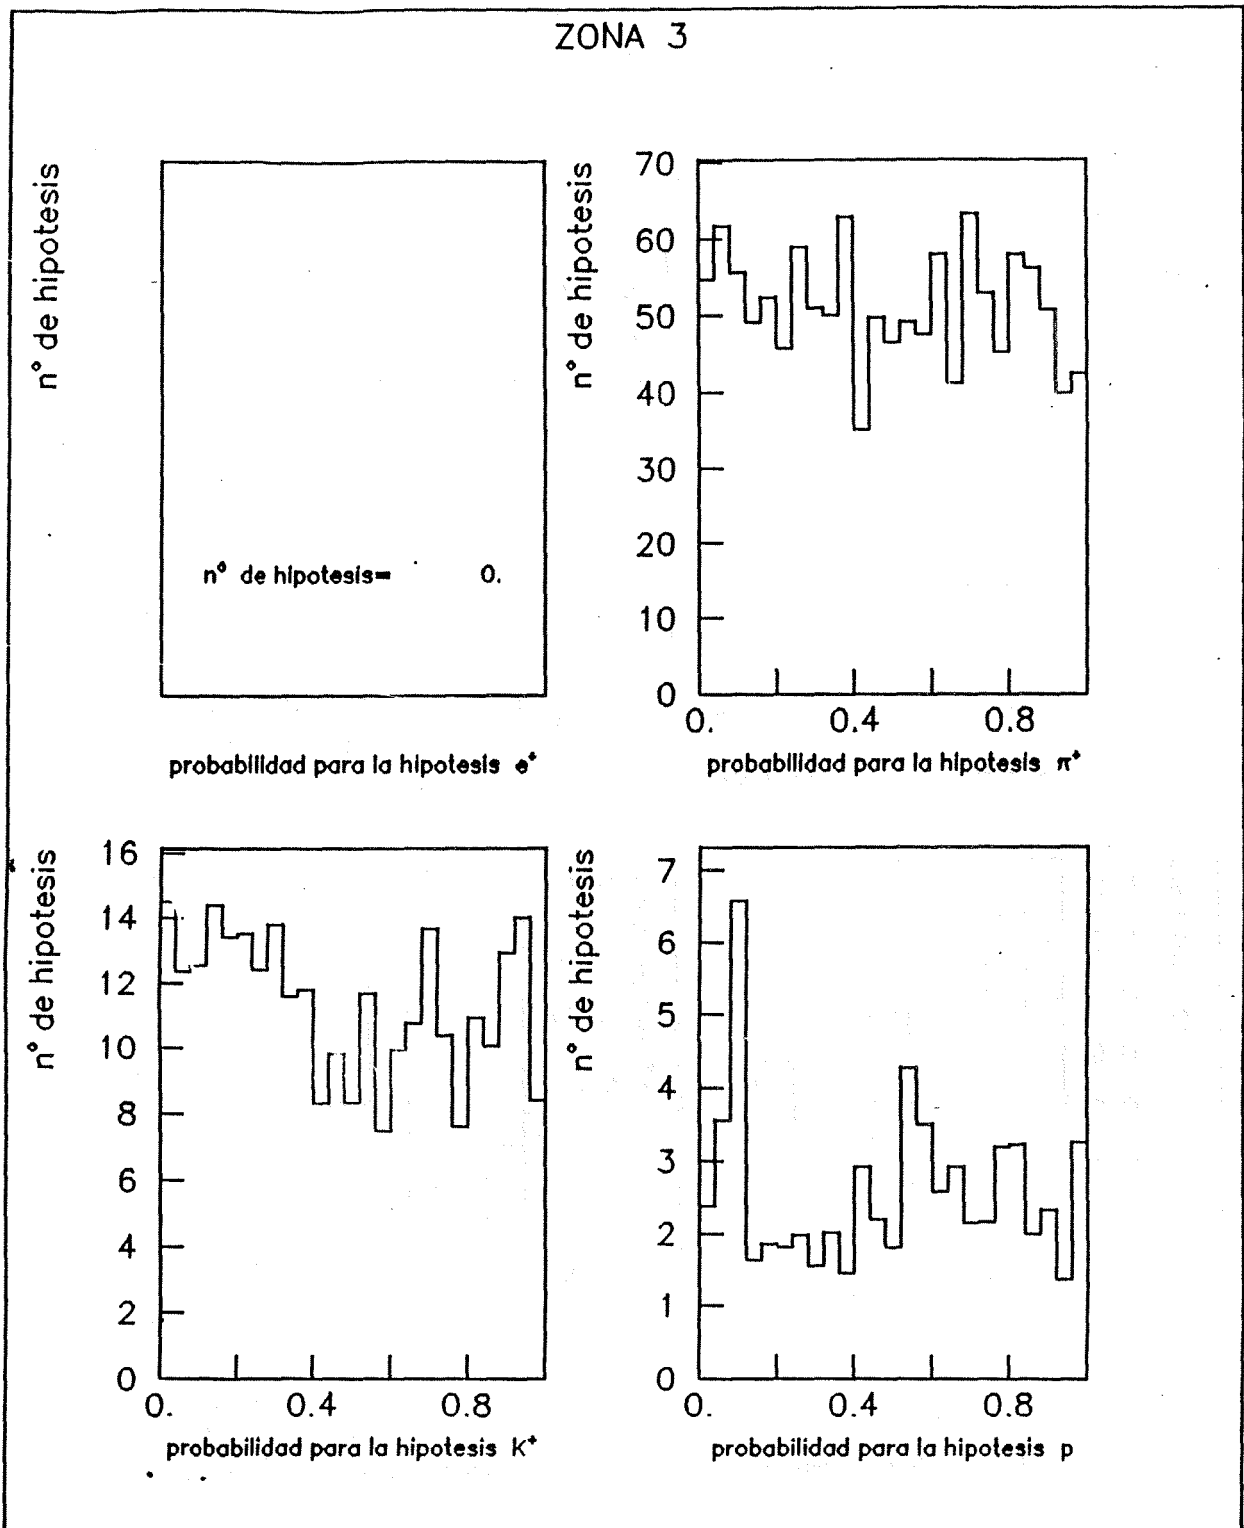 ZONA 3
n° de hipotesis
n° de hipotesis= 0.
probabilidad para la hipotesis e⁺
n° de hipotesis
70
60
50
40
30
20
10
0
0. 0.4 0.8
probabilidad para la hipotesis π⁺
n° de hipotesis
16
14
12
10
8
6
4
2
0
0. 0.4 0.8
probabilidad para la hipotesis K⁺
n° de hipotesis
7
6
5
4
3
2
1
0
0. 0.4 0.8
probabilidad para la hipotesis p